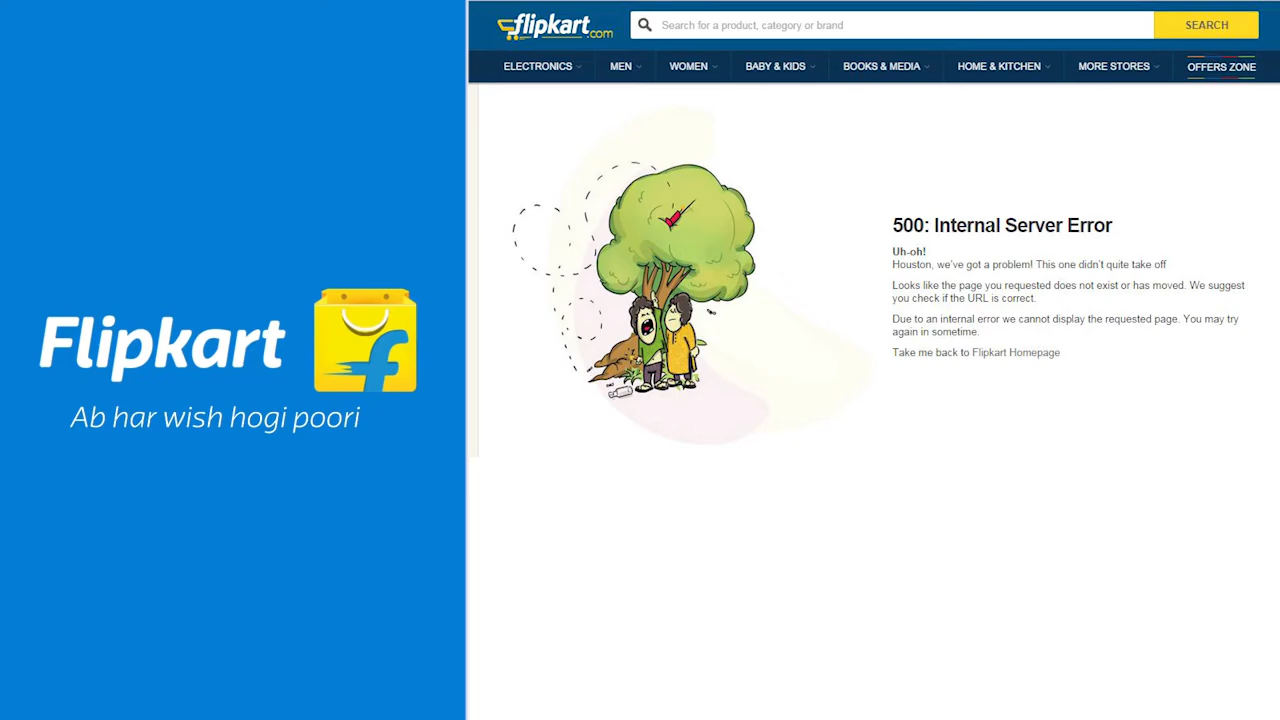 Flipkart
f
Ab har wish hogi poori
flipkart.com
Search for a product, category or brand
SEARCH
ELECTRONICS
MEN
WOMEN
BABY & KIDS
BOOKS & MEDIA
HOME & KITCHEN
MORE STORES
OFFERS ZONE
500: Internal Server Error
Uh-oh!
Houston, we've got a problem! This one didn't quite take off
Looks like the page you requested does not exist or has moved. We suggest
you check if the URL is correct.
Due to an internal error we cannot display the requested page. You may try
again in sometime.
Take me back to Flipkart Homepage